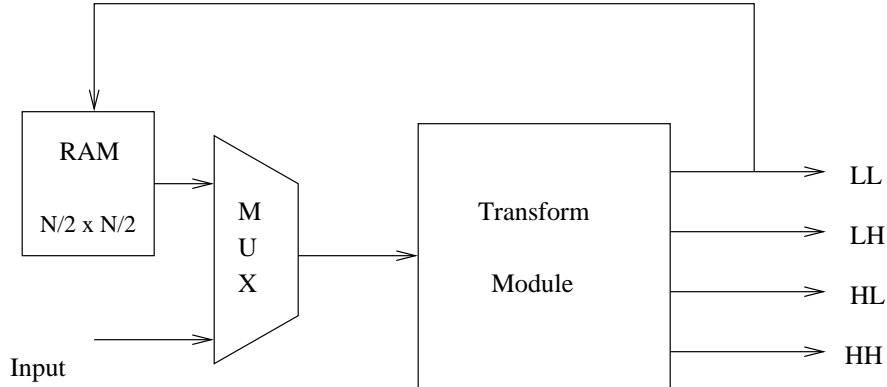 RAM
N/2 x N/2
M
U
X
Input
Transform
Module
LL
LH
HL
HH